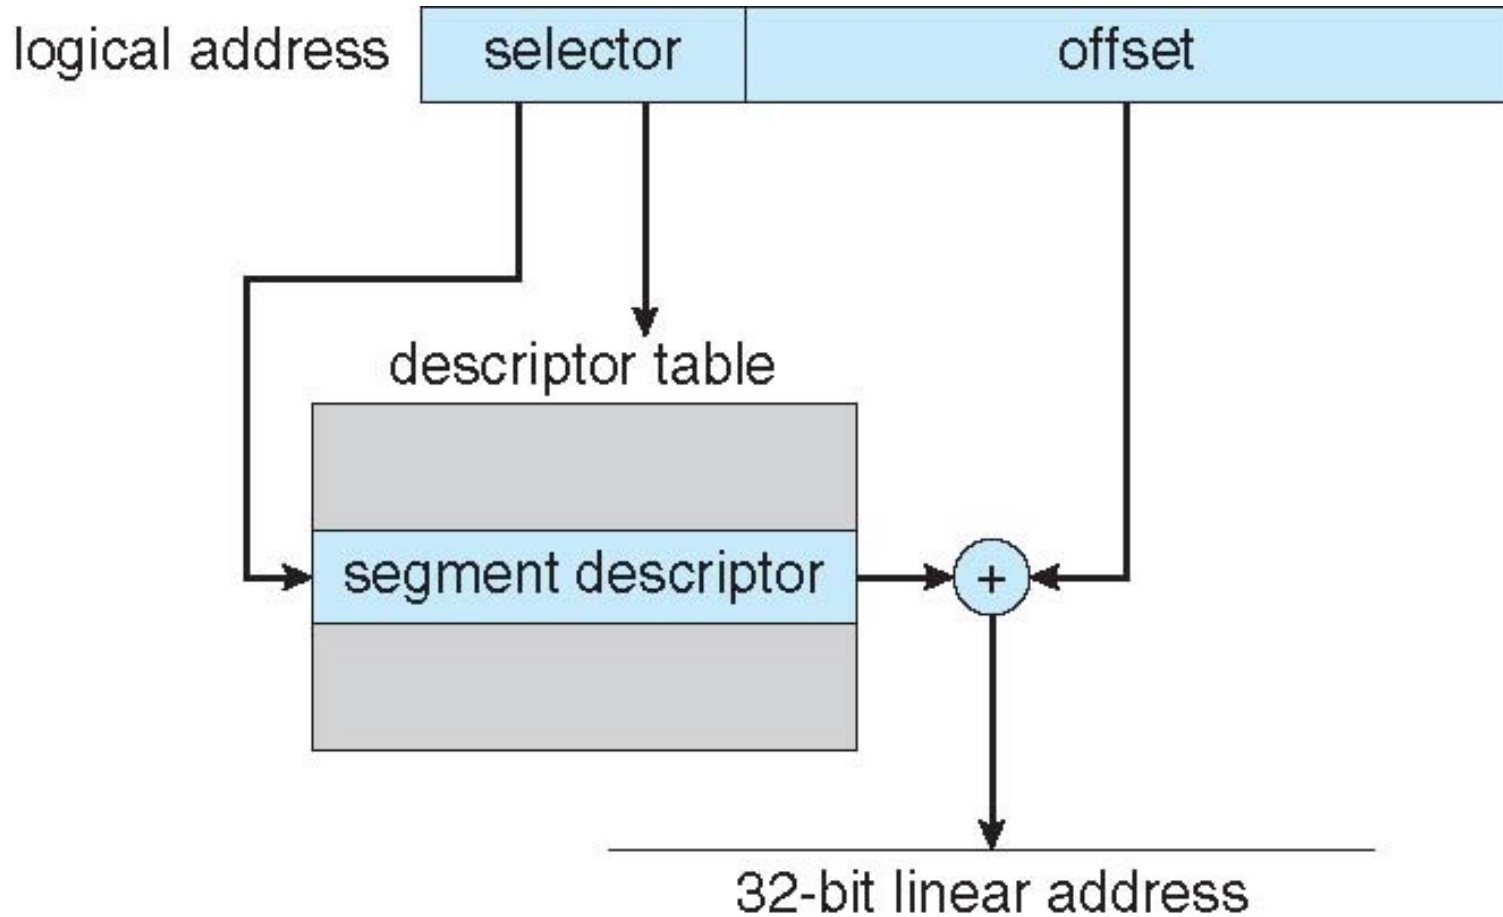 logical address
selector
offset
descriptor table
segment descriptor
+
32-bit linear address